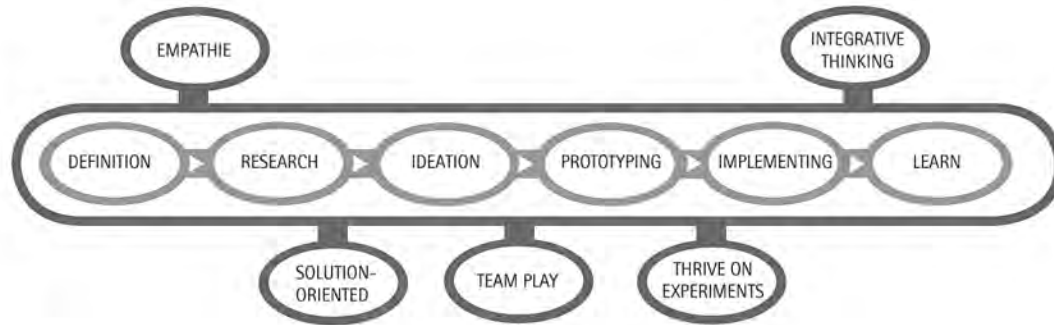 EMPATHIE
INTEGRATIVE
THINKING
DEFINITION
RESEARCH
IDEATION
PROTOTYPING
IMPLEMENTING
LEARN
SOLUTION-
ORIENTED
TEAM PLAY
THRIVE ON
EXPERIMENTS